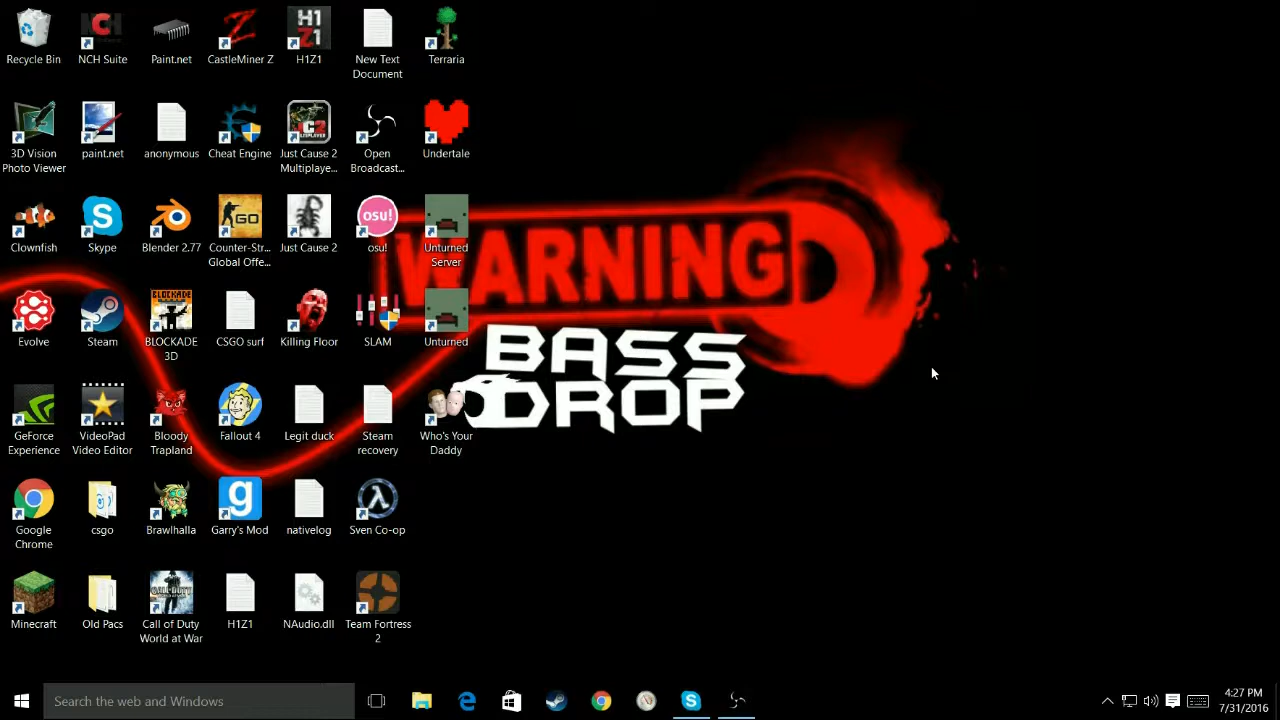 Recycle Bin
NCH Suite
Paint.net
CastleMiner Z
H1Z1
H1Z1
New Text
Document
Terraria
3D Vision
Photo Viewer
paint.net
anonymous
Cheat Engine
Just Cause 2
Multiplaye...
Open
Broadcast...
Undertale
Clownfish
Skype
Blender 2.77
GO
Counter-Str...
Global Offe...
Just Cause 2
osu!
osu!
Unturned
Server
WARNING
BASS
DROP
Evolve
Steam
BLOCKADE
BLOCKADE
3D
CSGO surf
Killing Floor
SLAM
Unturned
GeForce
Experience
VideoPad
Video Editor
Bloody
Trapland
Fallout 4
Legit duck
Steam
recovery
Who's Your
Daddy
Google
Chrome
csgo
Brawlhalla
g
Garry's Mod
nativelog
Sven Co-op
Minecraft
Old Pacs
Call of Duty
World at War
H1Z1
NAudio.dll
Team Fortress
2
Search the web and Windows
4:27 PM
7/31/2016